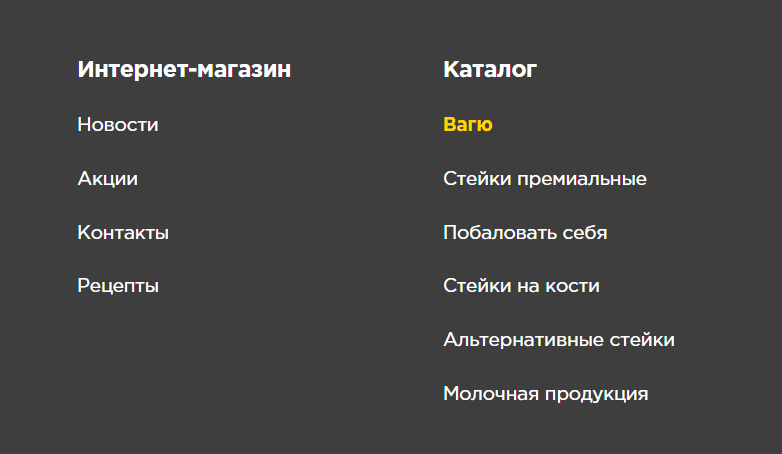 Интернет-магазин
Новости
Акции
Контакты
Рецепты
Каталог
Вагю
Стейки премиальные
Побаловать себя
Стейки на кости
Альтернативные стейки
Молочная продукция